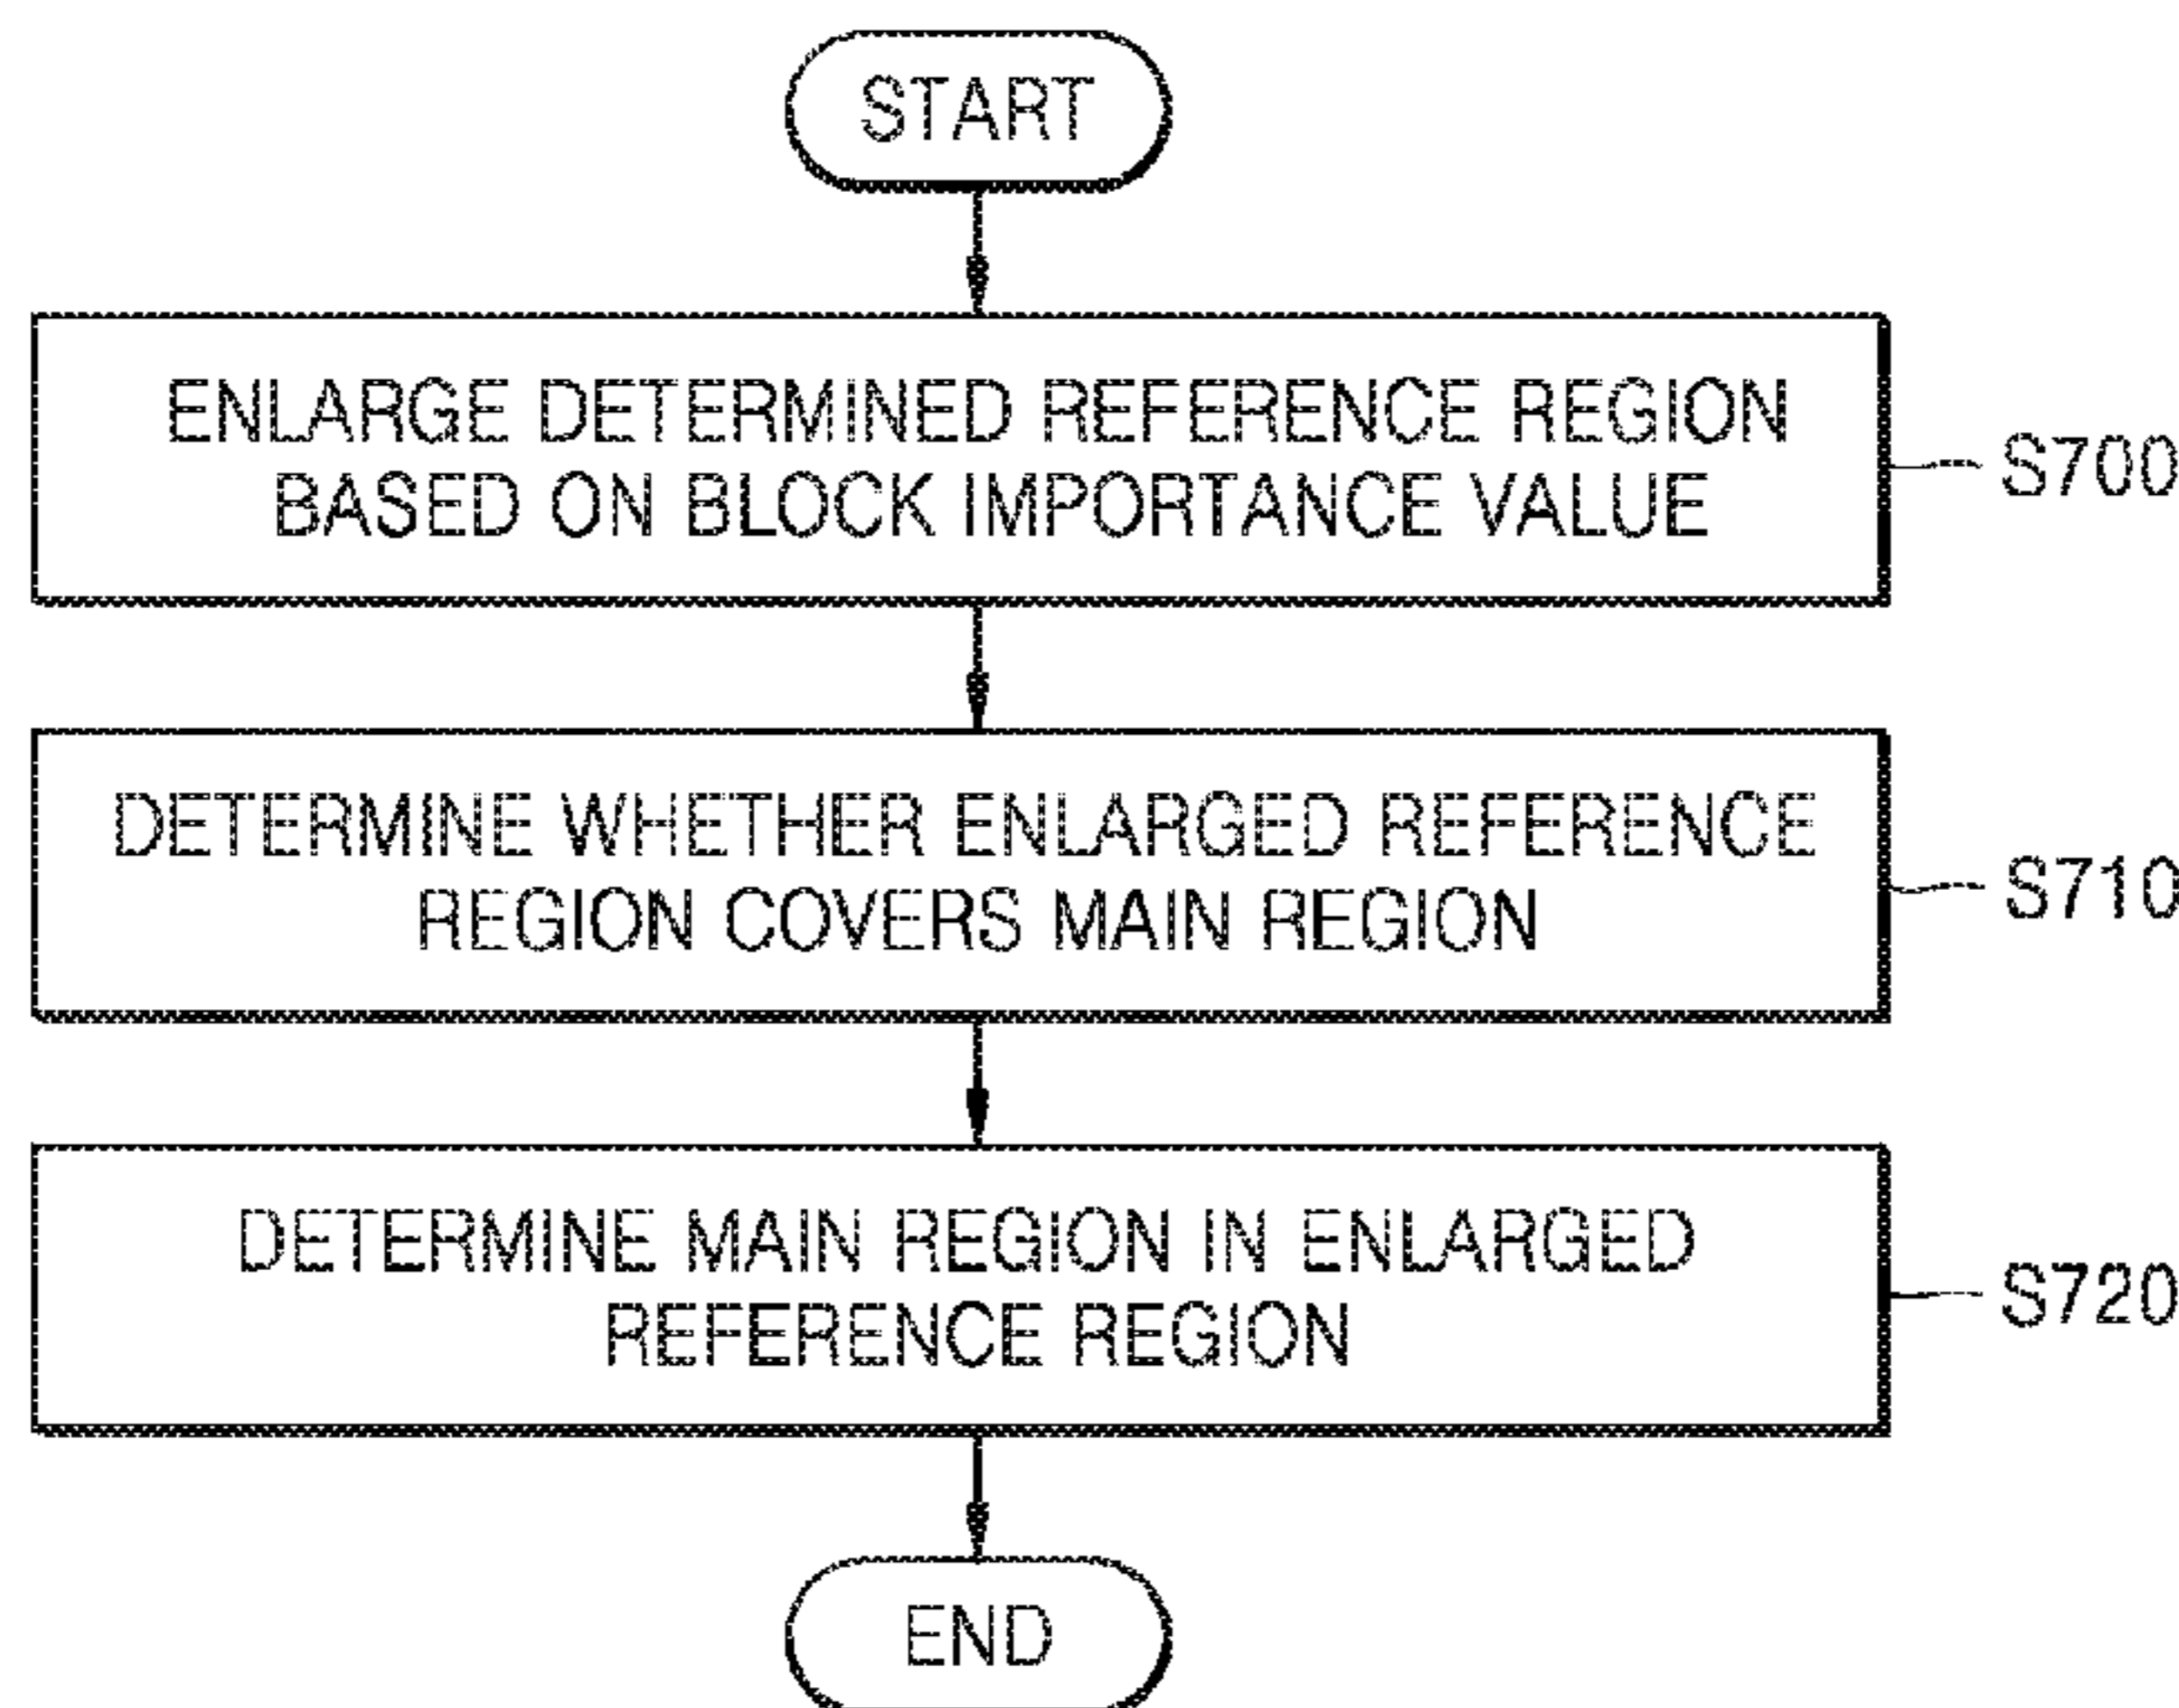 START
ENLARGE DETERMINED REFERENCE REGION
BASED ON BLOCK IMPORTANCE VALUE
S700
DETERMINE WHETHER ENLARGED REFERENCE
REGION COVERS MAIN REGION
S710
DETERMINE MAIN REGION IN ENLARGED
REFERENCE REGION
S720
END